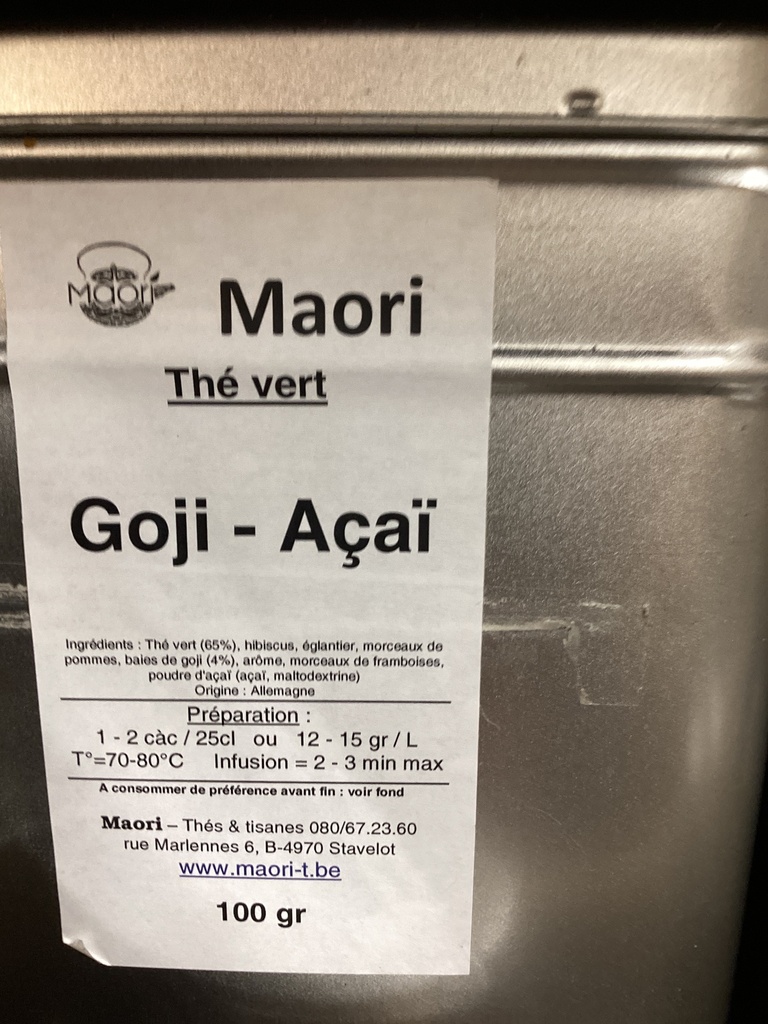 Maori
Maori
Thé vert
Goji - Açaï
Ingrédients : Thé vert (65%), hibiscus, églantier, morceaux de
pommes, baies de goji (4%), arôme, morceaux de framboises,
poudre d'açaï (açaï, maltodextrine)
Origine : Allemagne
Préparation :
1 - 2 càc / 25cl ou 12 - 15 gr / L
T°=70-80°C Infusion = 2 - 3 min max
A consommer de préférence avant fin : voir fond
Maori – Thés & tisanes 080/67.23.60
rue Marlennes 6, B-4970 Stavelot
www.maori-t.be
100 gr